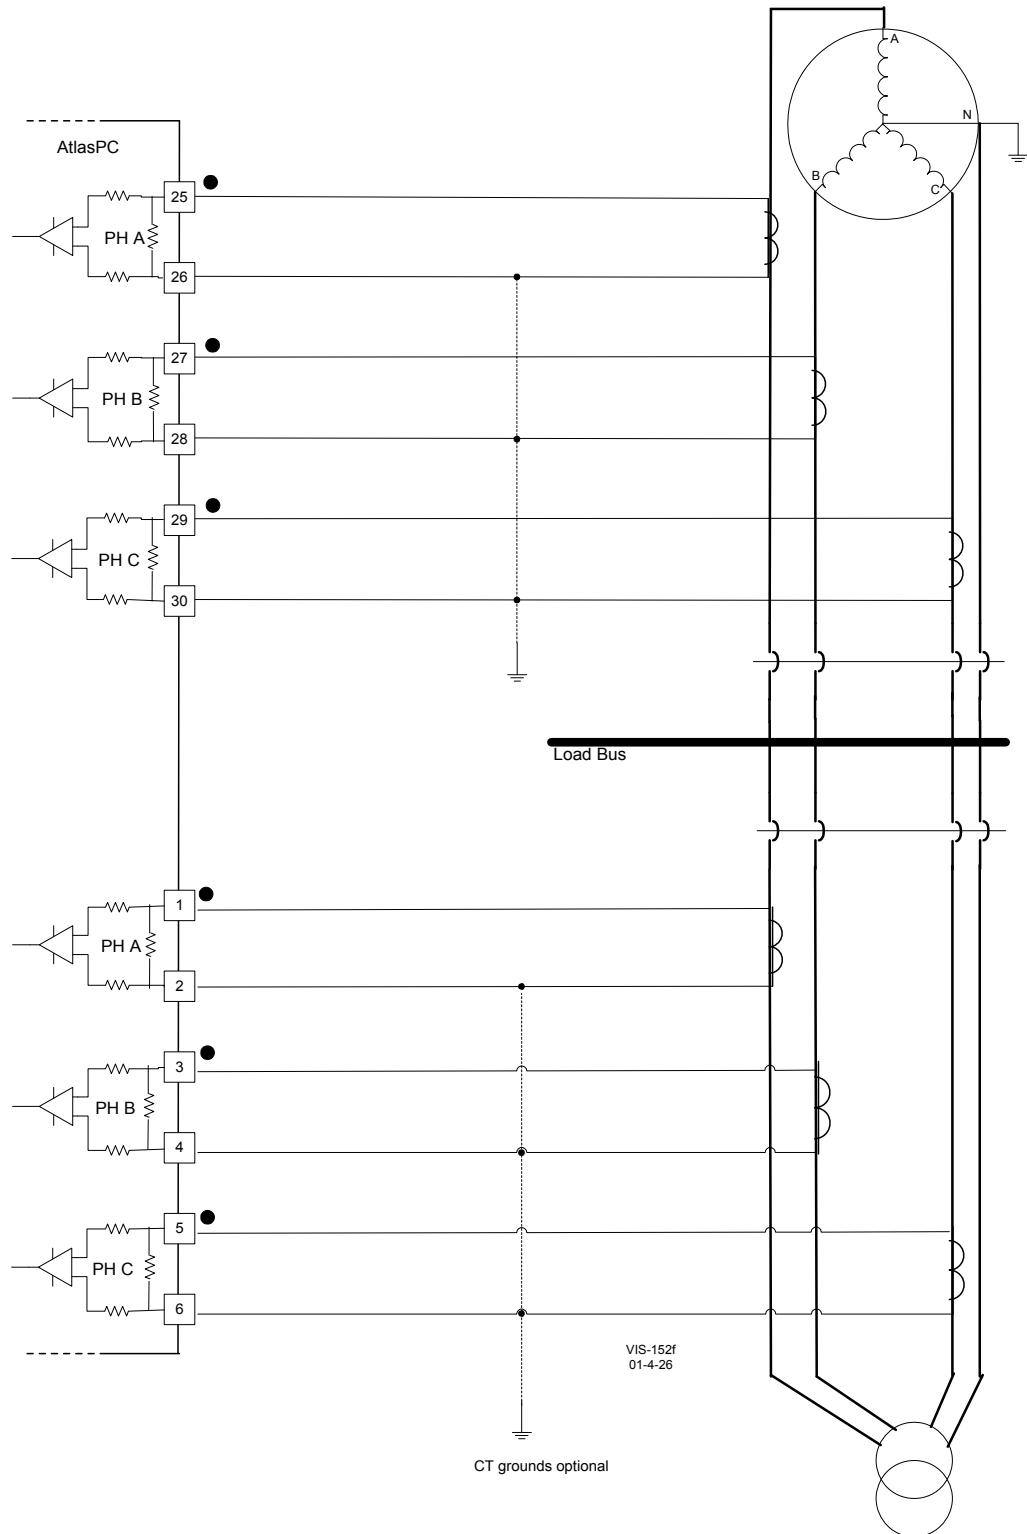 A
N
B
C
AtlasPC
25
PH A
26
27
PH B
28
29
PH C
30
Load Bus
1
PH A
2
3
PH B
4
5
PH C
6
VIS-152f
01-4-26
CT grounds optional